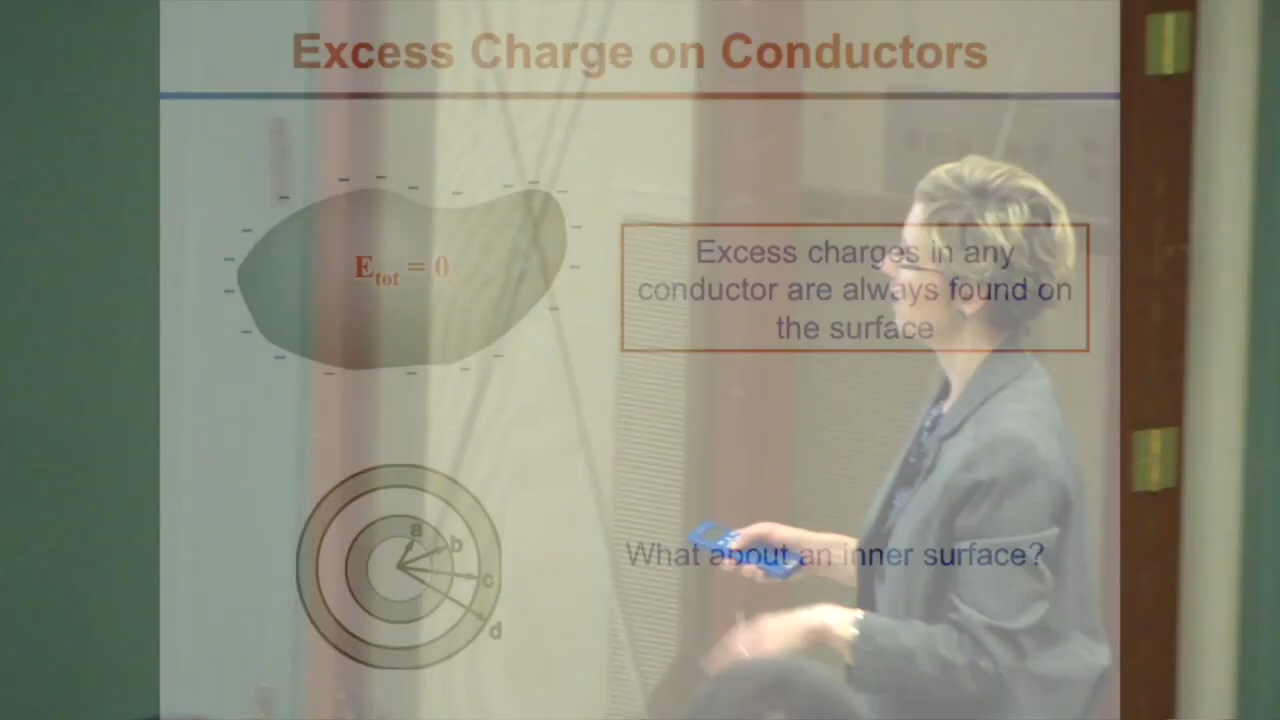 Excess Charge on Conductors
E_tot = 0
Excess charges in any
conductor are always found on
the surface
a
b
c
d
What about an inner surface?